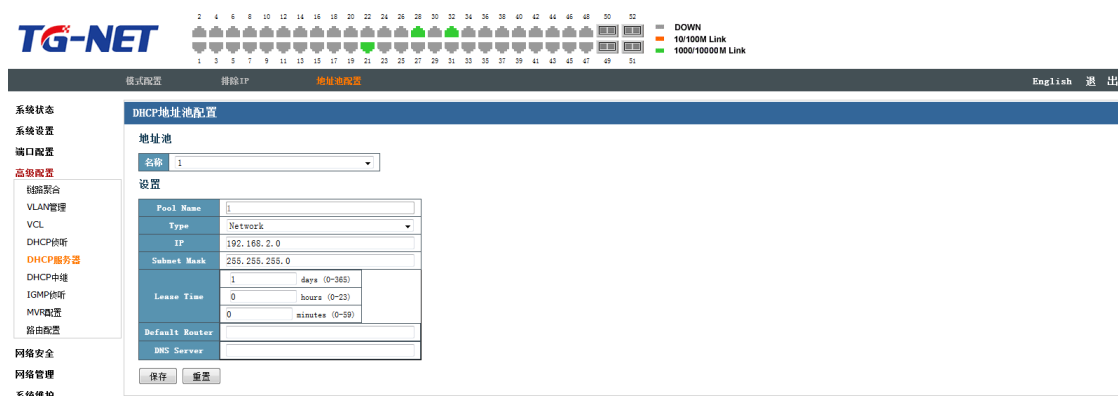 2 4 6 8 10 12 14 16 18 20 22 24 26 28 30 32 34 36 38 40 42 44 46 48 50 52
TG-NET
DOWN
10/100M Link
1000/10000M Link
1 3 5 7 9 11 13 15 17 19 21 23 25 27 29 31 33 35 37 39 41 43 45 47 49 51
模式配置 排除IP 地址池配置 English 退 出
系统状态
系统设置
端口配置
高级配置
链路聚合
VLAN管理
VCL
DHCP侦听
DHCP服务器
DHCP中继
IGMP侦听
MVR配置
路由配置
网络安全
网络管理
系统维护
DHCP地址池配置
地址池
名称 1
设置
Pool Name 1
Type Network
IP 192.168.2.0
Subnet Mask 255.255.255.0
Lease Time
1 days (0-365)
0 hours (0-23)
0 minutes (0-59)
Default Router
DNS Server
保存 重置